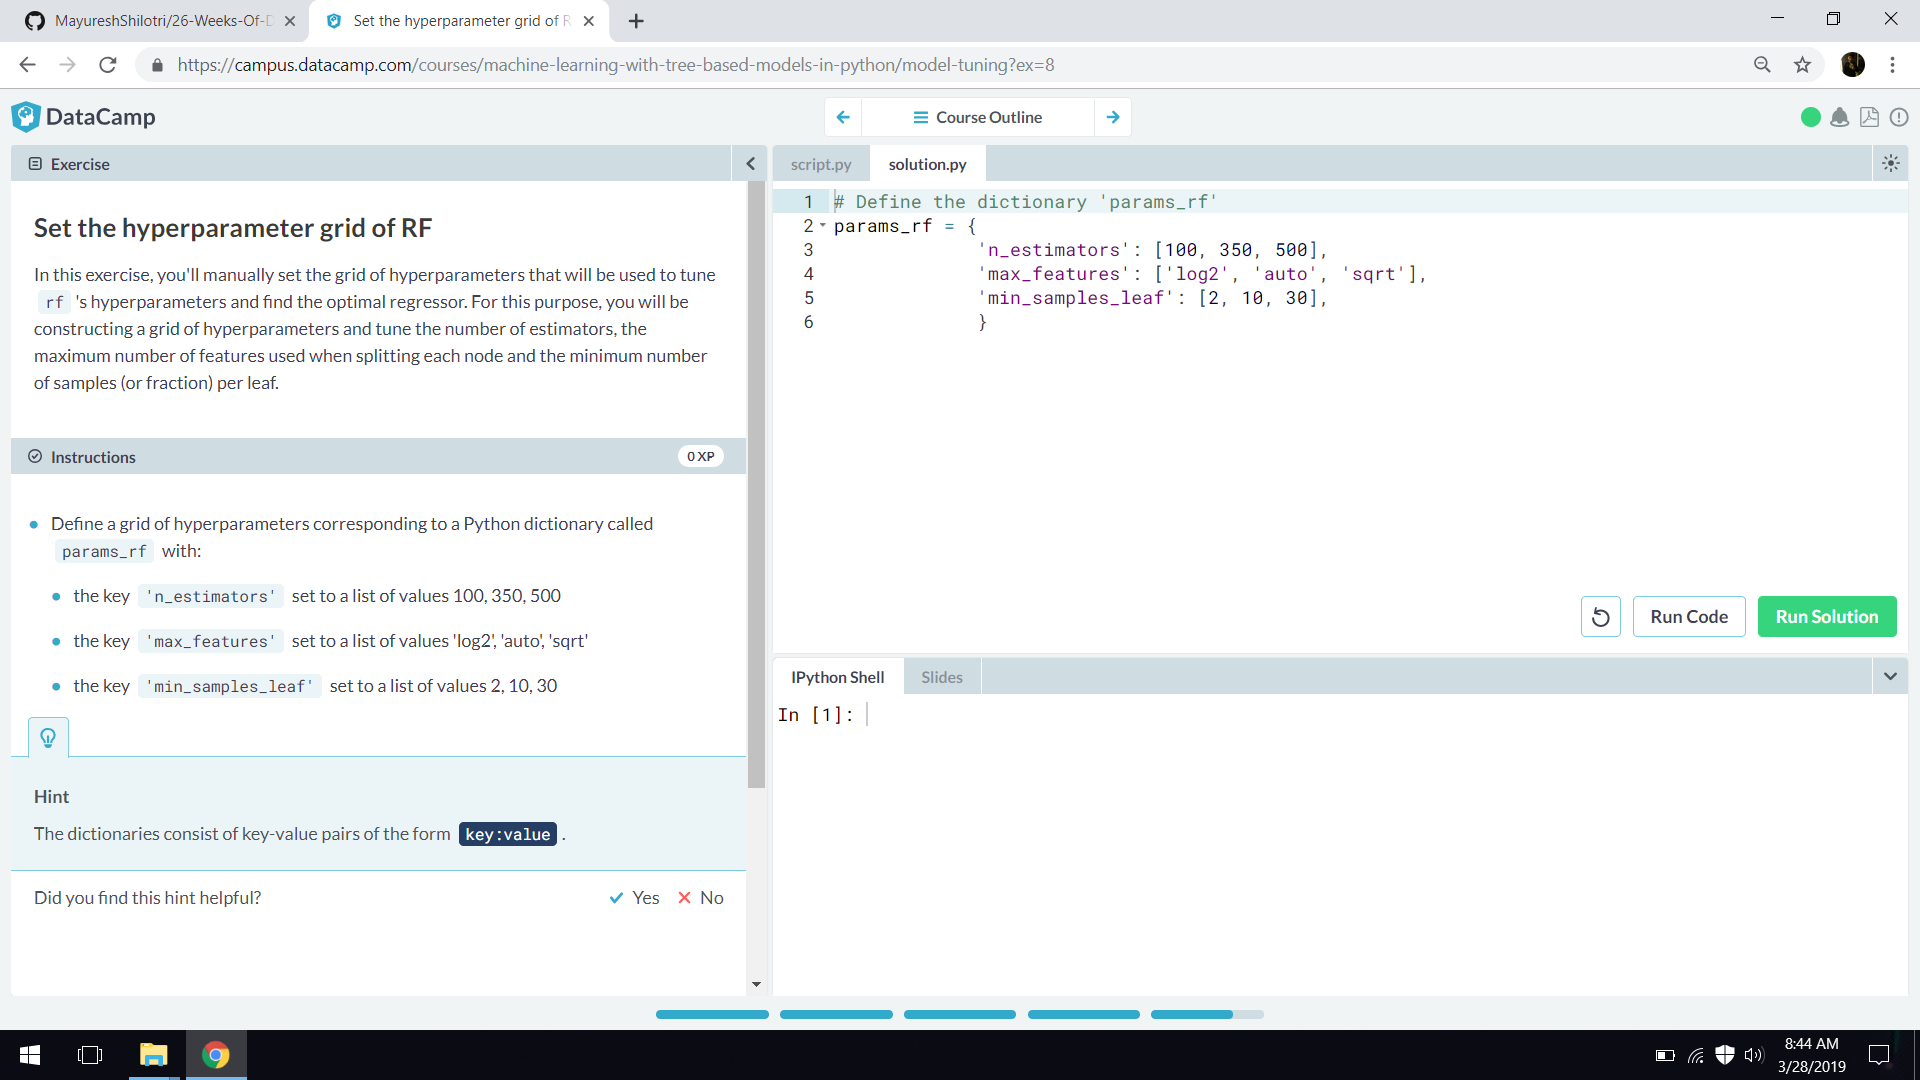 MayureshShilotri/26-Weeks-Of-D
Set the hyperparameter grid of R
https://campus.datacamp.com/courses/machine-learning-with-tree-based-models-in-python/model-tuning?ex=8
DataCamp
Course Outline
Exercise
Set the hyperparameter grid of RF
In this exercise, you'll manually set the grid of hyperparameters that will be used to tune
rf 's hyperparameters and find the optimal regressor. For this purpose, you will be
constructing a grid of hyperparameters and tune the number of estimators, the
maximum number of features used when splitting each node and the minimum number
of samples (or fraction) per leaf.
Instructions
0 XP
Define a grid of hyperparameters corresponding to a Python dictionary called
params_rf with:
the key 'n_estimators' set to a list of values 100, 350, 500
the key 'max_features' set to a list of values 'log2', 'auto', 'sqrt'
the key 'min_samples_leaf' set to a list of values 2, 10, 30
Hint
The dictionaries consist of key-value pairs of the form key:value .
Did you find this hint helpful?
Yes No
script.py
solution.py
1 # Define the dictionary 'params_rf'
2 params_rf = {
3 'n_estimators': [100, 350, 500],
4 'max_features': ['log2', 'auto', 'sqrt'],
5 'min_samples_leaf': [2, 10, 30],
6 }
Run Code
Run Solution
IPython Shell
Slides
In [1]:
8:44 AM
3/28/2019